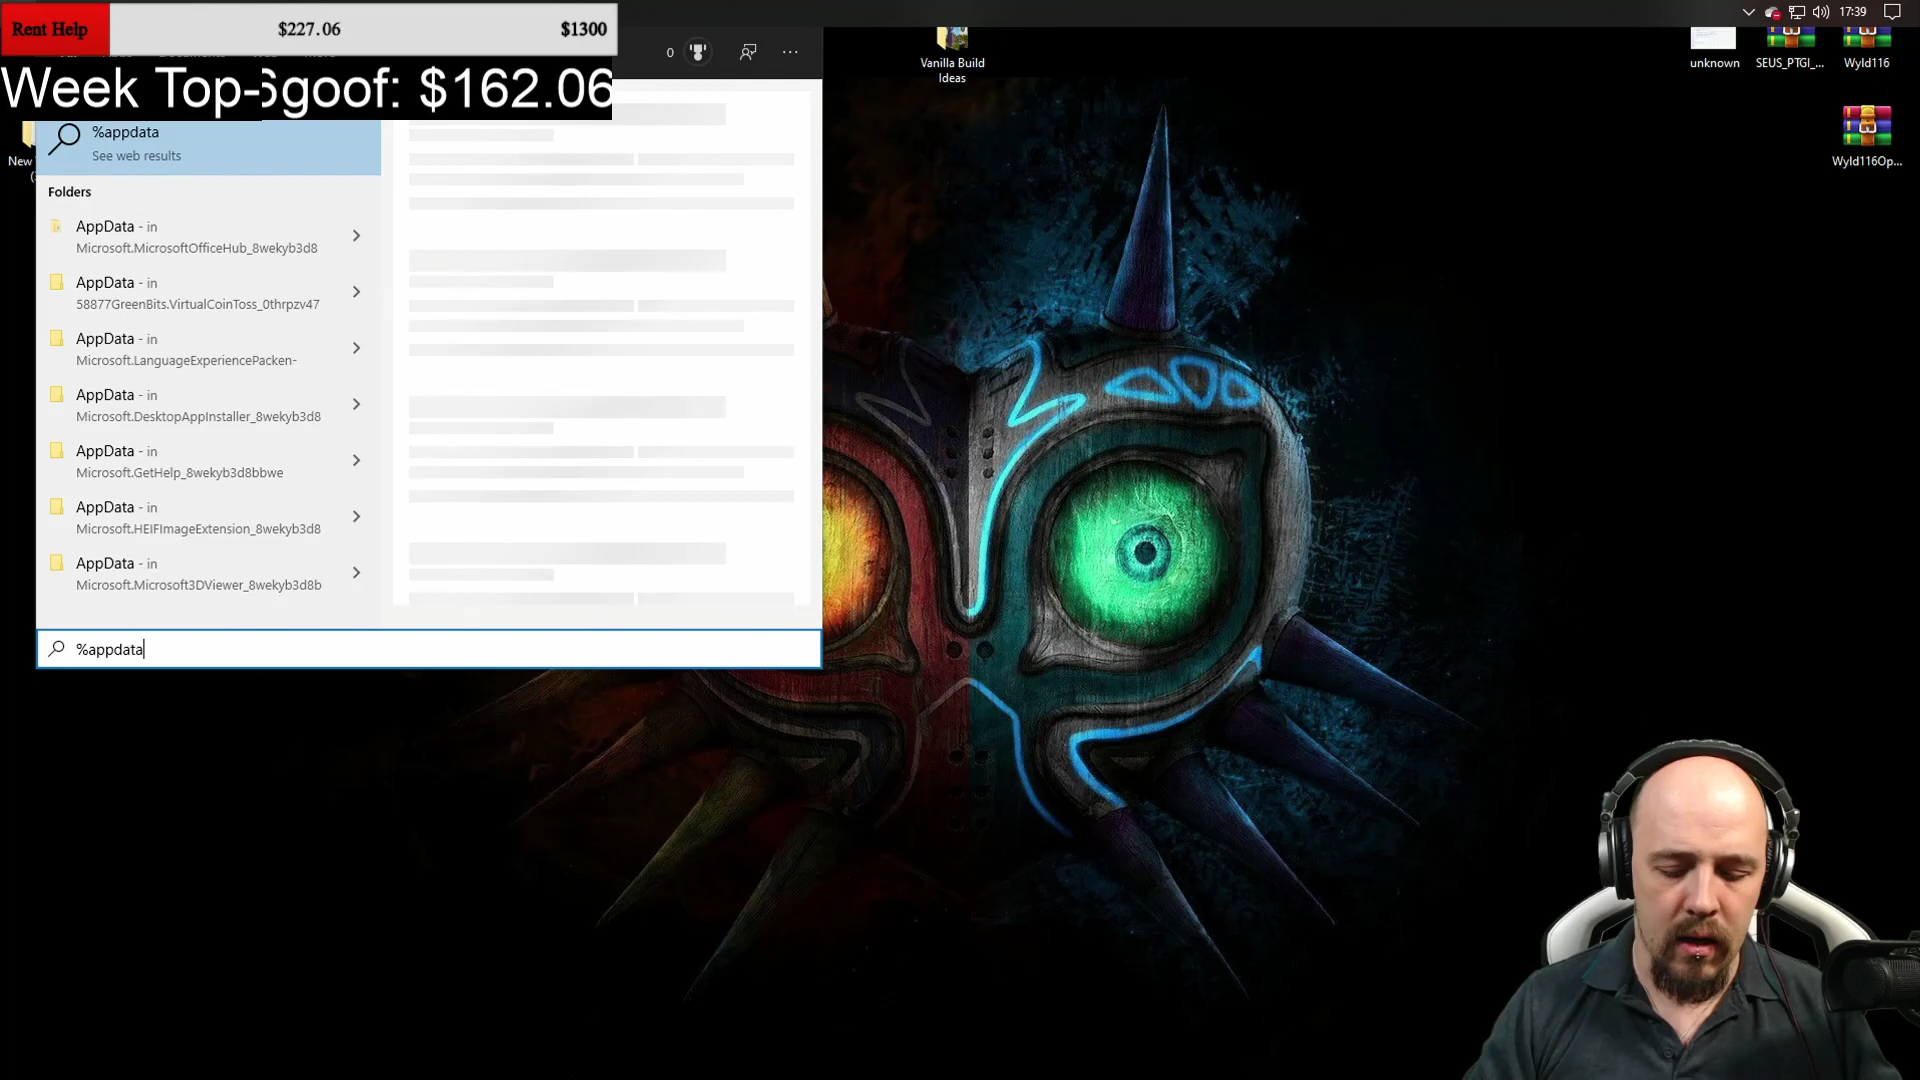 Rent Help $227.06 $1300
Week Top- goof: $162.06
0
17:39
%appdata
See web results
Folders
AppData - in
Microsoft.MicrosoftOfficeHub_8wekyb3d8
AppData - in
58877GreenBits.VirtualCoinToss_0thrpzv47
AppData - in
Microsoft.LanguageExperiencePacken-
AppData - in
Microsoft.DesktopAppInstaller_8wekyb3d8
AppData - in
Microsoft.GetHelp_8wekyb3d8bbwe
AppData - in
Microsoft.HEIFImageExtension_8wekyb3d8
AppData - in
Microsoft.Microsoft3DViewer_8wekyb3d8b
%appdata
New
Vanilla Build
Ideas
unknown
SEUS_PTGI_...
Wyld116
Wyld116Op...